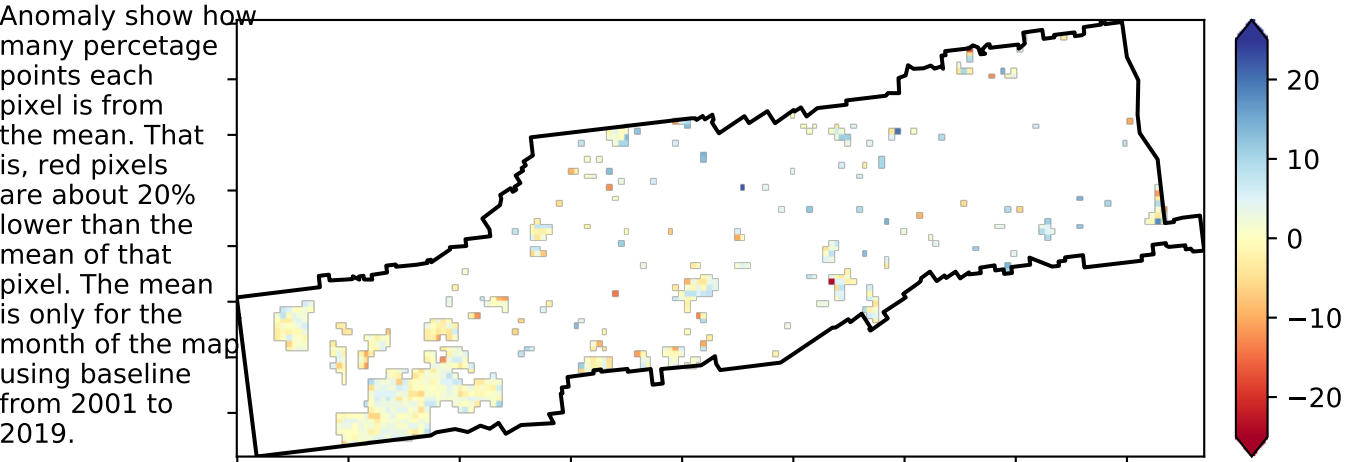 Anomaly show how
many percetage
points each
pixel is from
the mean. That
is, red pixels
are about 20%
lower than the
mean of that
pixel. The mean
is only for the
month of the map
using baseline
from 2001 to
2019.
20
10
0
−10
−20